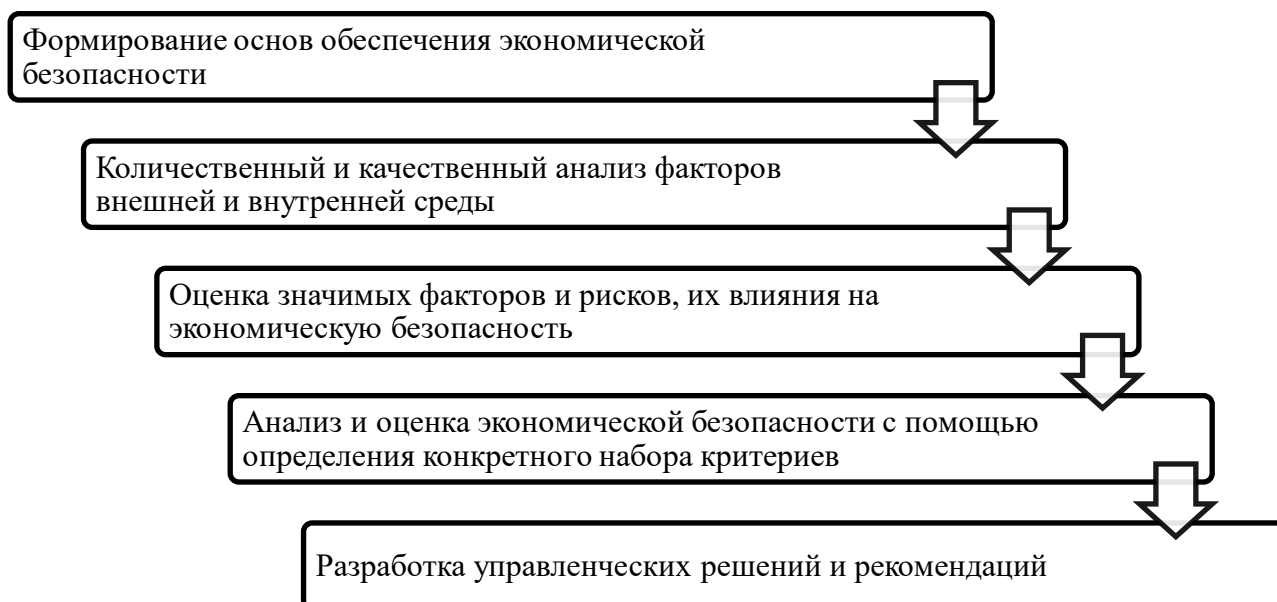 Формирование основ обеспечения экономической
безопасности
Количественный и качественный анализ факторов
внешней и внутренней среды
Оценка значимых факторов и рисков, их влияния на
экономическую безопасность
Анализ и оценка экономической безопасности с помощью
определения конкретного набора критериев
Разработка управленческих решений и рекомендаций